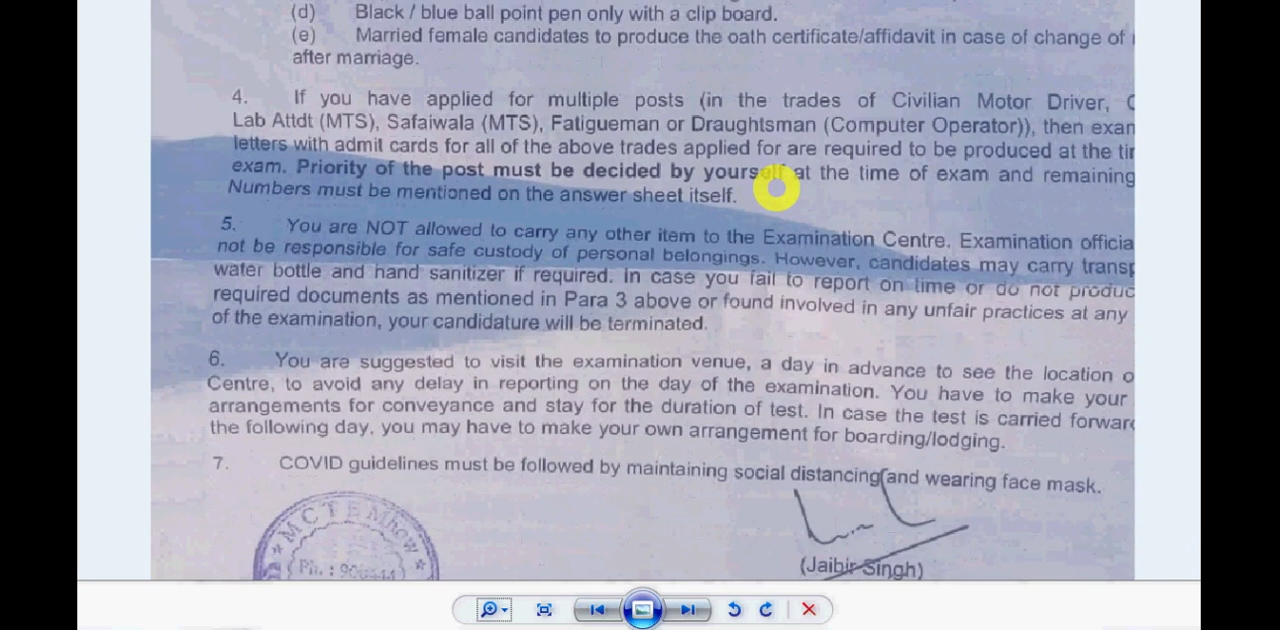 (d) Black / blue ball point pen only with a clip board.
(e) Married female candidates to produce the oath certificate/affidavit in case of change of
after marriage.
4. If you have applied for multiple posts (in the trades of Civilian Motor Driver, C
Lab Attdt (MTS), Safaiwala (MTS), Fatigueman or Draughtsman (Computer Operator)), then exan
letters with admit cards for all of the above trades applied for are required to be produced at the tir
exam. Priority of the post must be decided by yourself at the time of exam and remaining
Numbers must be mentioned on the answer sheet itself.
5. You are NOT allowed to carry any other item to the Examination Centre. Examination officia
not be responsible for safe custody of personal belongings. However, candidates may carry transp
water bottle and hand sanitizer if required. In case you fail to report on time or do not produc
required documents as mentioned in Para 3 above or found involved in any unfair practices at any
of the examination, your candidature will be terminated.
6. You are suggested to visit the examination venue, a day in advance to see the location o
Centre, to avoid any delay in reporting on the day of the examination. You have to make your
arrangements for conveyance and stay for the duration of test. In case the test is carried forward
the following day, you may have to make your own arrangement for boarding/lodging.
7. COVID guidelines must be followed by maintaining social distancing and wearing face mask.
MCTE Mhow
Ph. :
(Jaibir Singh)